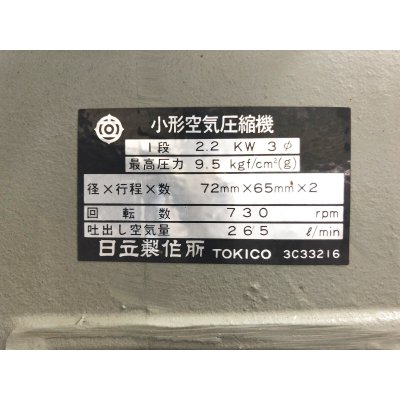 小形空気圧縮機
1段 2.2 KW 3φ
最高圧力 9.5 kgf/cm²(g)
径×行程×数 72mm×65mm×2
回転数 730 rpm
吐出し空気量 265 ℓ/min
日立製作所 TOKICO 3C33216